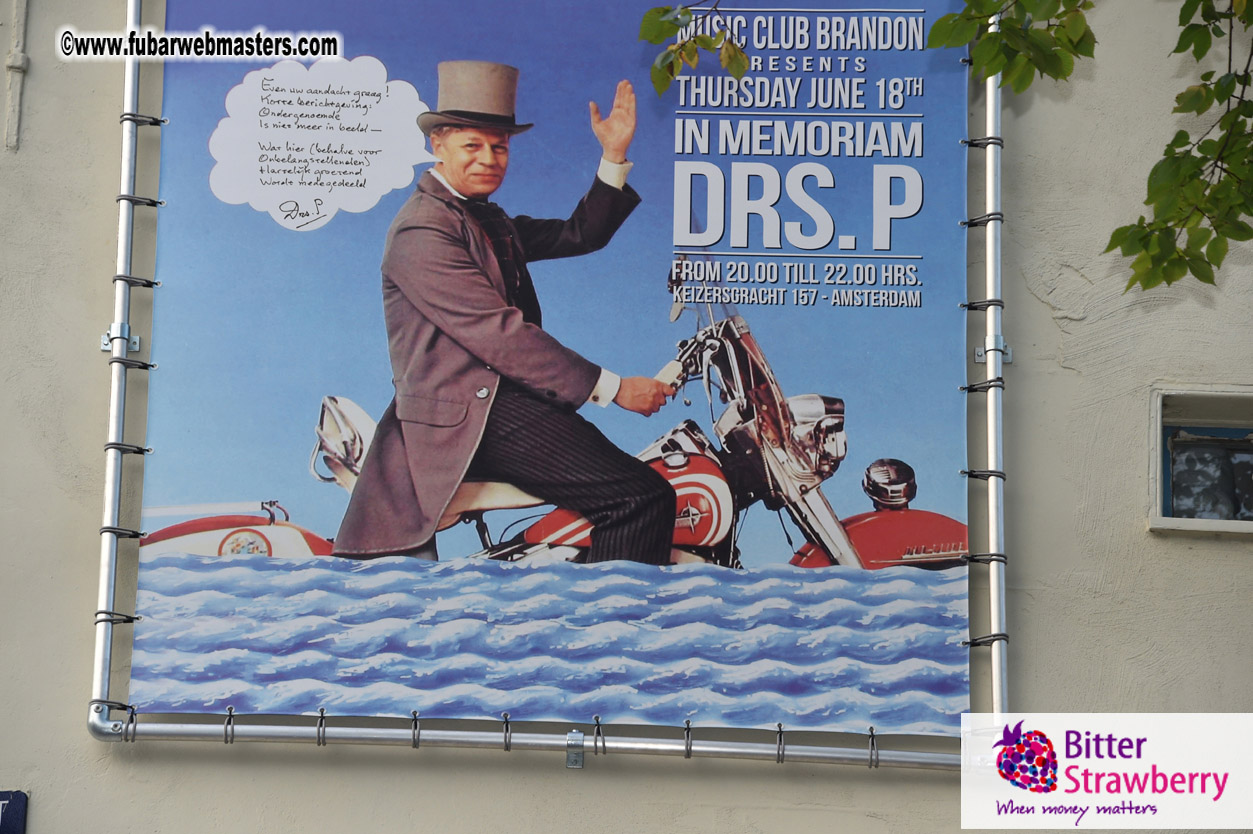 ©www.fubarwebmasters.com
Even uw aandacht graag!
Korte berichtgeving:
Ondergenoemde
Is niet meer in beeld—
Wat hier (behalve voor
Onbelangstellenden)
Hartelijk groetend
Wordt medegedeeld
Drs. P
MUSIC CLUB BRANDON
PRESENTS
THURSDAY JUNE 18TH
IN MEMORIAM
DRS. P
FROM 20.00 TILL 22.00 HRS.
KEIZERSGRACHT 157 - AMSTERDAM
Bitter
Strawberry
When money matters